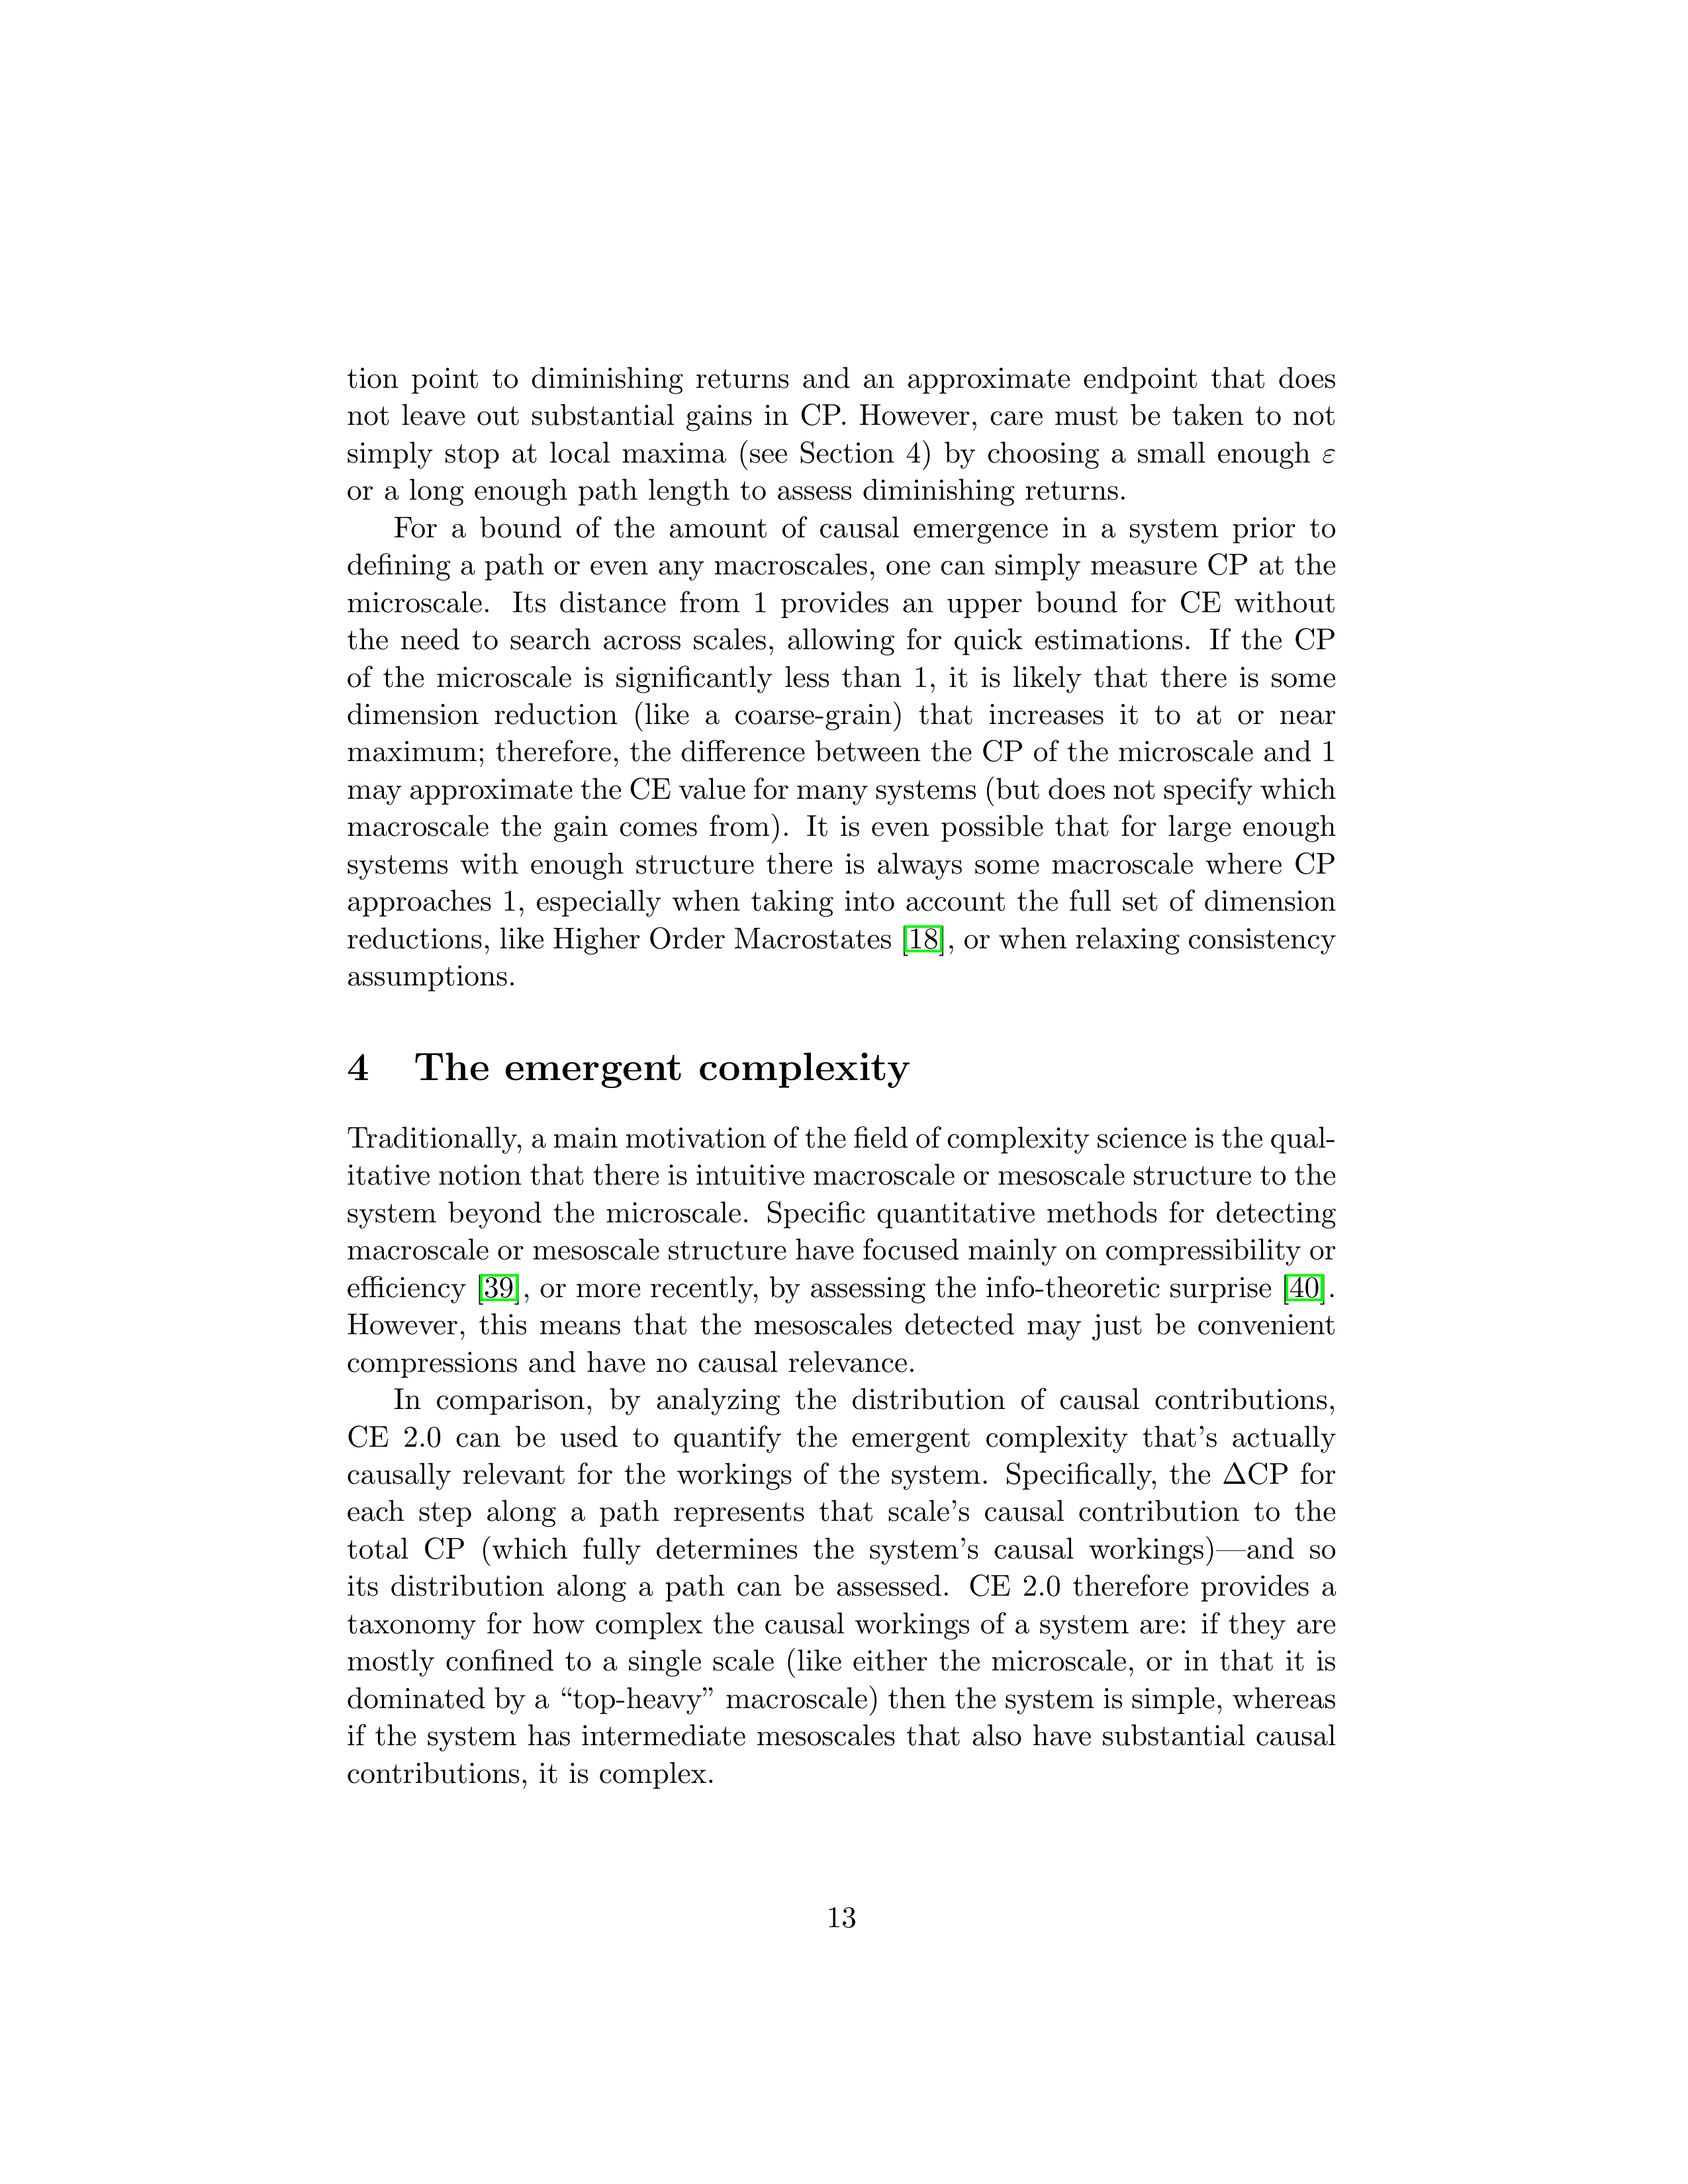 tion point to diminishing returns and an approximate endpoint that does
not leave out substantial gains in CP. However, care must be taken to not
simply stop at local maxima (see Section 4) by choosing a small enough ε
or a long enough path length to assess diminishing returns.
For a bound of the amount of causal emergence in a system prior to
defining a path or even any macroscales, one can simply measure CP at the
microscale. Its distance from 1 provides an upper bound for CE without
the need to search across scales, allowing for quick estimations. If the CP
of the microscale is significantly less than 1, it is likely that there is some
dimension reduction (like a coarse-grain) that increases it to at or near
maximum; therefore, the difference between the CP of the microscale and 1
may approximate the CE value for many systems (but does not specify which
macroscale the gain comes from). It is even possible that for large enough
systems with enough structure there is always some macroscale where CP
approaches 1, especially when taking into account the full set of dimension
reductions, like Higher Order Macrostates [18], or when relaxing consistency
assumptions.
4 The emergent complexity
Traditionally, a main motivation of the field of complexity science is the qual-
itative notion that there is intuitive macroscale or mesoscale structure to the
system beyond the microscale. Specific quantitative methods for detecting
macroscale or mesoscale structure have focused mainly on compressibility or
efficiency [39], or more recently, by assessing the info-theoretic surprise [40].
However, this means that the mesoscales detected may just be convenient
compressions and have no causal relevance.
In comparison, by analyzing the distribution of causal contributions,
CE 2.0 can be used to quantify the emergent complexity that's actually
causally relevant for the workings of the system. Specifically, the ΔCP for
each step along a path represents that scale's causal contribution to the
total CP (which fully determines the system's causal workings)—and so
its distribution along a path can be assessed. CE 2.0 therefore provides a
taxonomy for how complex the causal workings of a system are: if they are
mostly confined to a single scale (like either the microscale, or in that it is
dominated by a “top-heavy” macroscale) then the system is simple, whereas
if the system has intermediate mesoscales that also have substantial causal
contributions, it is complex.
13